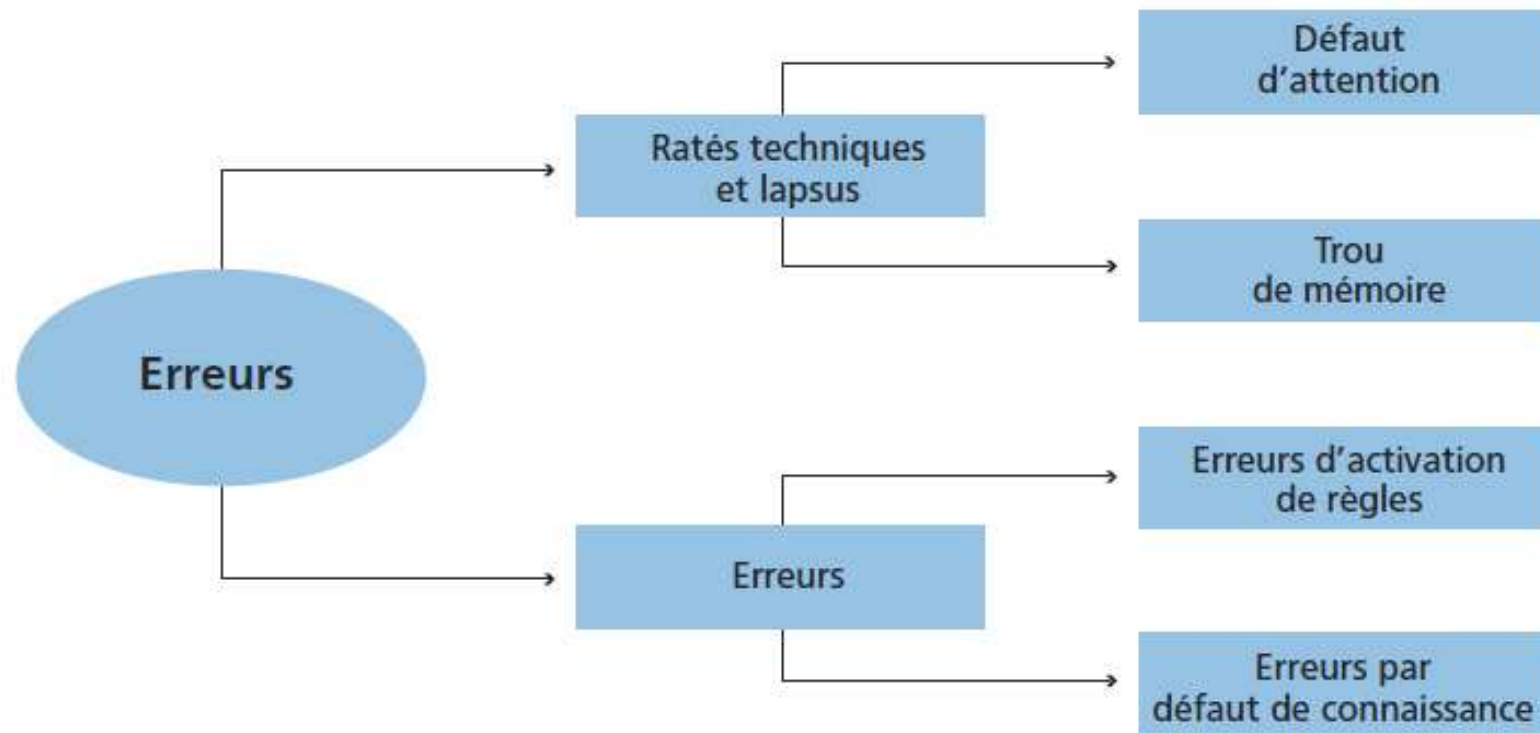 Défaut
d'attention
Ratés techniques
et lapsus
Trou
de mémoire
Erreurs
Erreurs d'activation
de règles
Erreurs
Erreurs par
défaut de connaissance